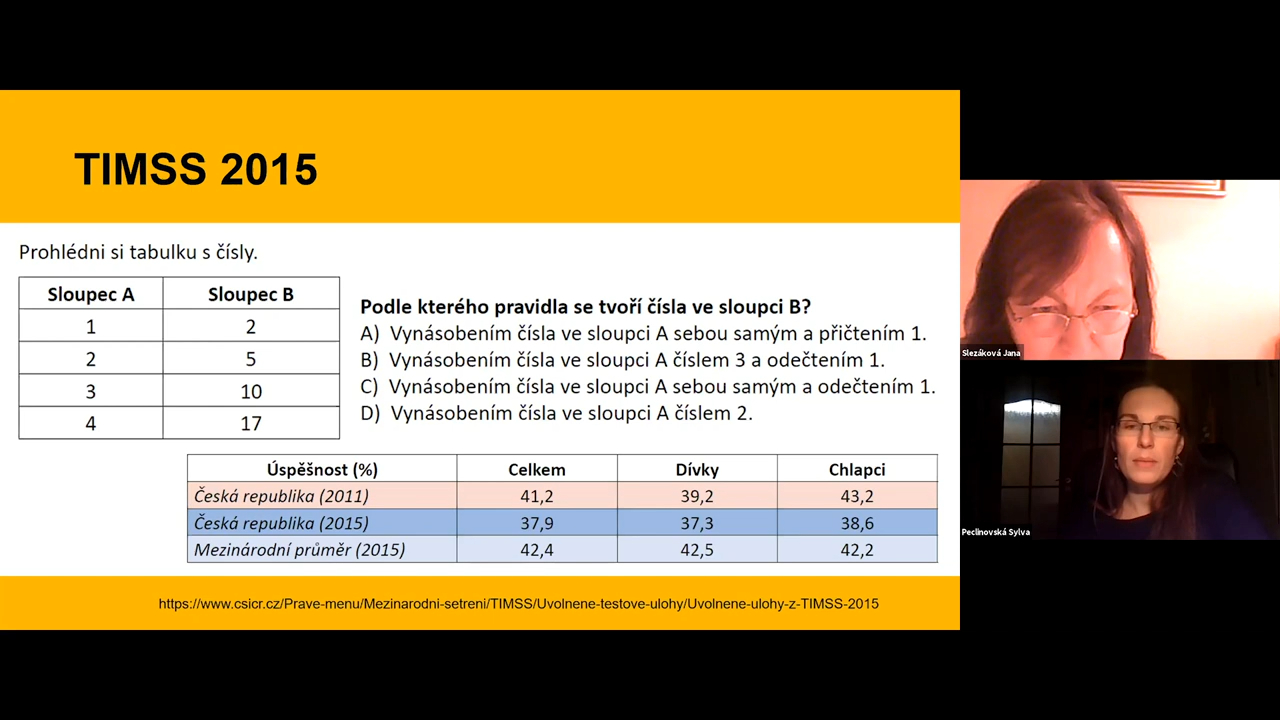 TIMSS 2015
Prohlédni si tabulku s čísly.
Sloupec A Sloupec B
1 2
2 5
3 10
4 17
Podle kterého pravidla se tvoří čísla ve sloupci B?
A) Vynásobením čísla ve sloupci A sebou samým a přičtením 1.
B) Vynásobením čísla ve sloupci A číslem 3 a odečtením 1.
C) Vynásobením čísla ve sloupci A sebou samým a odečtením 1.
D) Vynásobením čísla ve sloupci A číslem 2.
Úspěšnost (%) Celkem Dívky Chlapci
Česká republika (2011) 41,2 39,2 43,2
Česká republika (2015) 37,9 37,3 38,6
Mezinárodní průměr (2015) 42,4 42,5 42,2
https://www.csicr.cz/Prave-menu/Mezinarodni-setreni/TIMSS/Uvolnene-testove-ulohy/Uvolnene-ulohy-z-TIMSS-2015
Slezáková Jana
Peclinovská Sylva